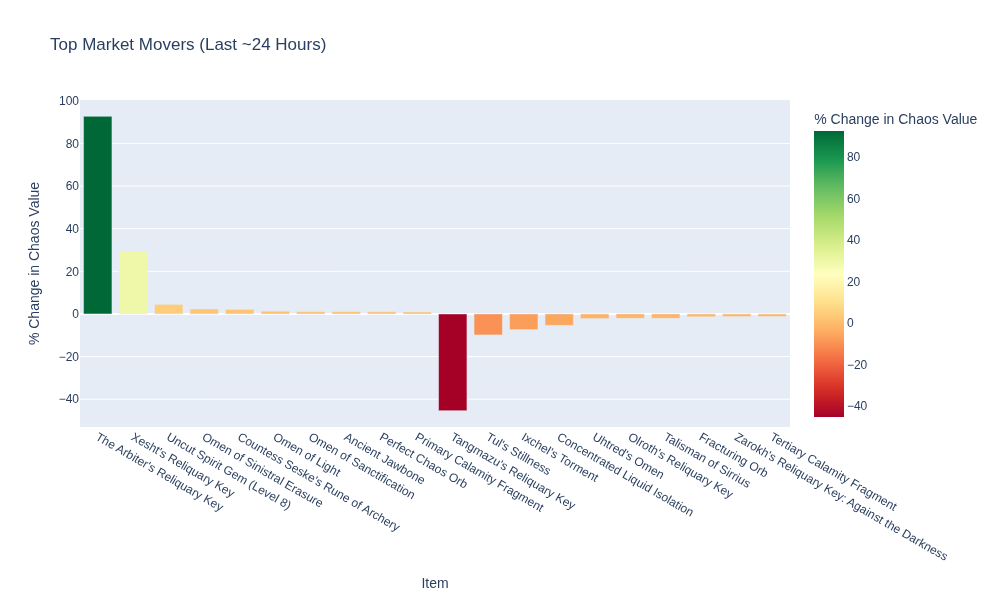 Top Market Movers (Last ~24 Hours)
% Change in Chaos Value
100
80
60
40
20
0
−20
−40
% Change in Chaos Value
80
60
40
20
0
−20
−40
The Arbiter's Reliquary Key
Xesht's Reliquary Key
Uncut Spirit Gem (Level 8)
Omen of Sinistral Erasure
Countess Seske's Rune of Archery
Omen of Light
Omen of Sanctification
Ancient Jawbone
Perfect Chaos Orb
Primary Calamity Fragment
Tangmazu's Reliquary Key
Tul's Stillness
Ixchel's Torment
Concentrated Liquid Isolation
Uhtred's Omen
Olroth's Reliquary Key
Talisman of Sirrius
Fracturing Orb
Zarokh's Reliquary Key: Against the Darkness
Tertiary Calamity Fragment
Item